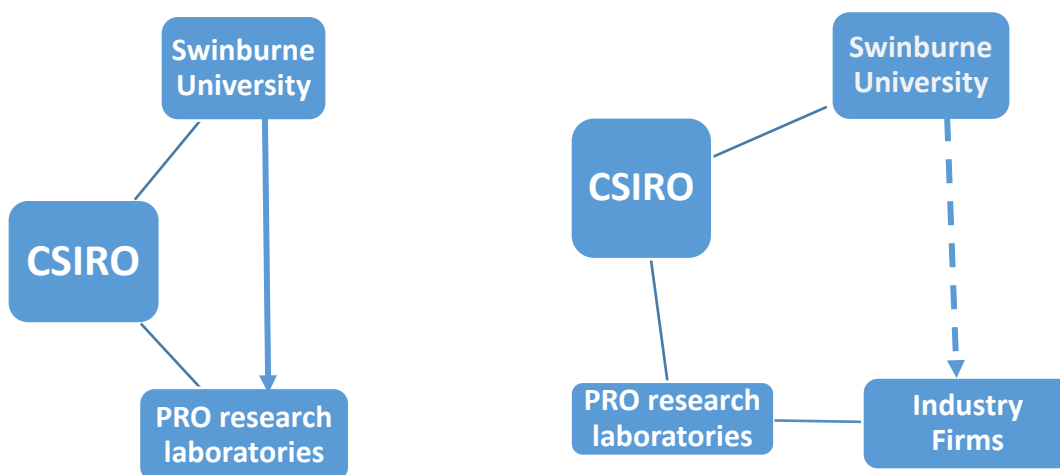 Swinburne
University
CSIRO
PRO research
laboratories
Swinburne
University
CSIRO
PRO research
laboratories
Industry
Firms